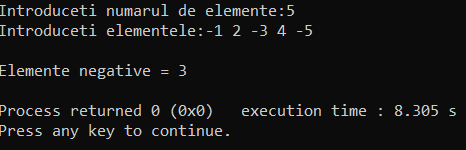 Introduceti numarul de elemente:5
Introduceti elementele:-1 2 -3 4 -5
Elemente negative = 3
Process returned 0 (0x0)   execution time : 8.305 s
Press any key to continue.